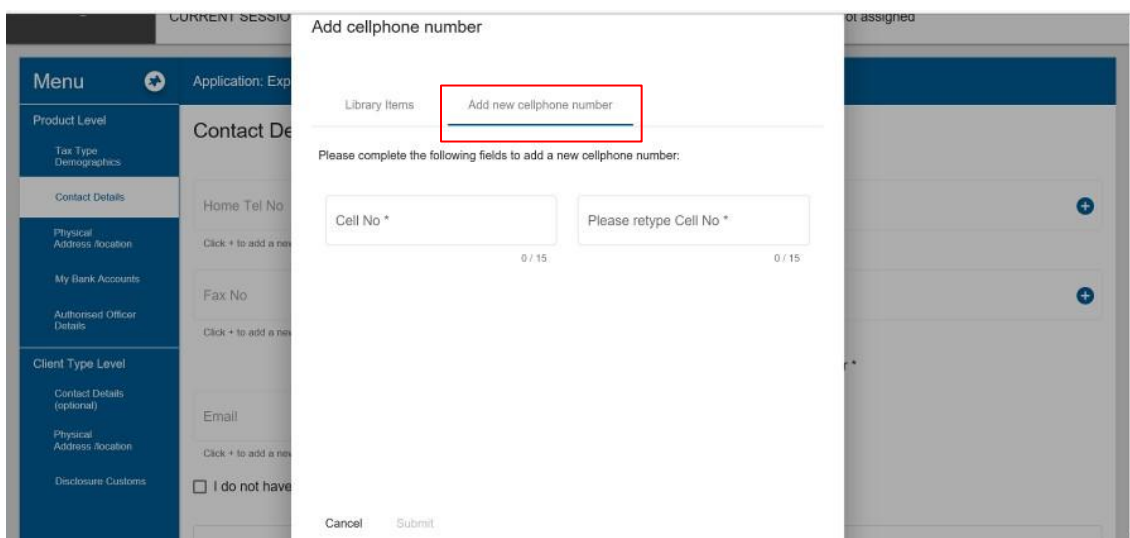 CURRENT SESSIO
ot assigned
Add cellphone number
Menu
Application: Exp
Library Items
Add new cellphone number
Product Level
Tax Type
Demographics
Contact De
Please complete the following fields to add a new cellphone number:
Contact Details
Home Tel No
Cell No *
Please retype Cell No *
Physical
Address /location
Click + to add a new
0 / 15
0 / 15
My Bank Accounts
Fax No
Authorised Officer
Details
Click + to add a new
Client Type Level
r *
Contact Details
(optional)
Email
Physical
Address /location
Click + to add a new
Disclosure Customs
I do not have
Cancel
Submit